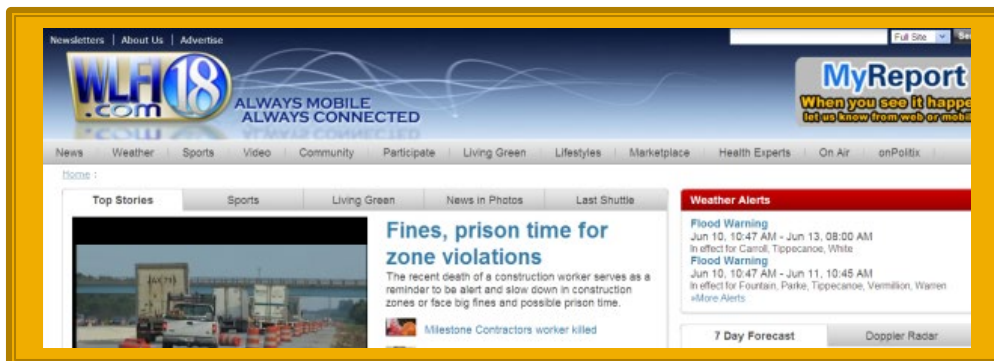 Newsletters | About Us | Advertise
Full Site
WLFI 18
.com
ALWAYS MOBILE
ALWAYS CONNECTED
MyReport
When you see it happe
let us know from web or mobil
News Weather Sports Video Community Participate Living Green Lifestyles Marketplace Health Experts On Air onPolitix
Home :
Top Stories Sports Living Green News in Photos Last Shuttle
Fines, prison time for
zone violations
The recent death of a construction worker serves as a
reminder to be alert and slow down in construction
zones or face big fines and possible prison time.
Milestone Contractors worker killed
Weather Alerts
Flood Warning
Jun 10, 10:47 AM - Jun 13, 08:00 AM
In effect for Carroll, Tippecanoe, White
Flood Warning
Jun 10, 10:47 AM - Jun 11, 10:45 AM
In effect for Fountain, Parke, Tippecanoe, Vermillion, Warren
»More Alerts
7 Day Forecast Doppler Radar